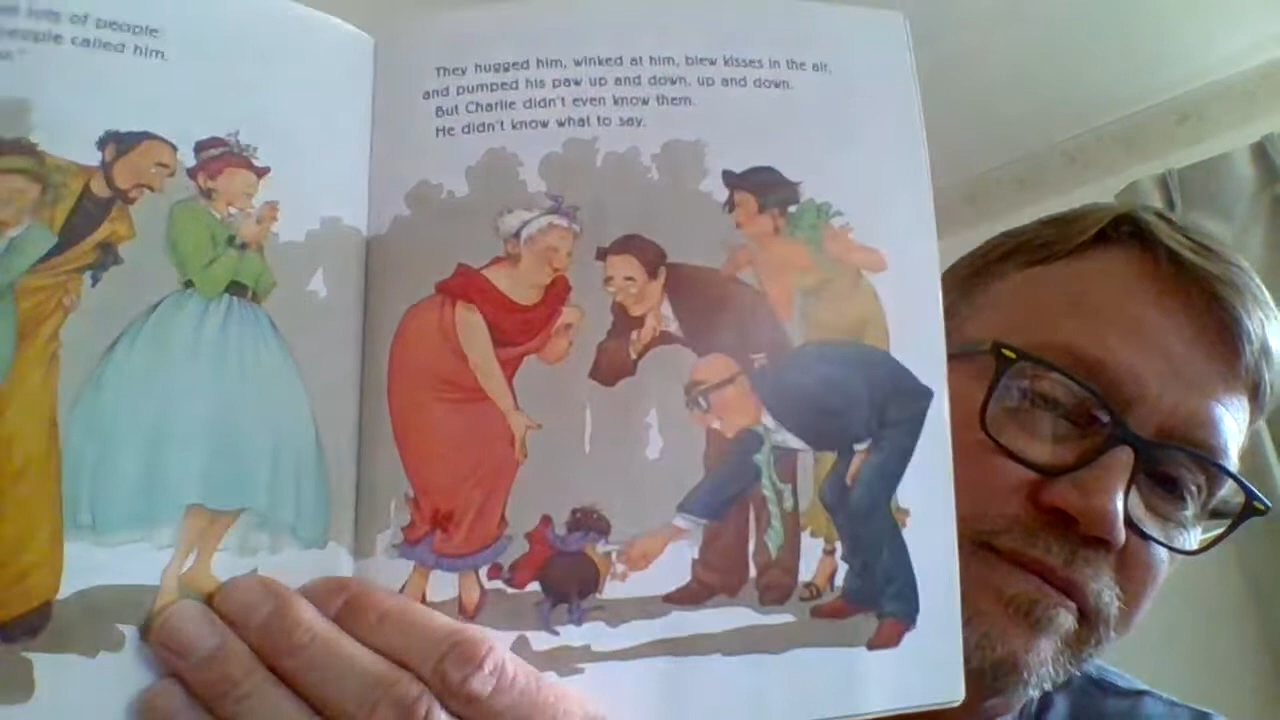 lots of people
people called him.
They hugged him, winked at him, blew kisses in the air,
and pumped his paw up and down, up and down.
But Charlie didn't even know them.
He didn't know what to say.